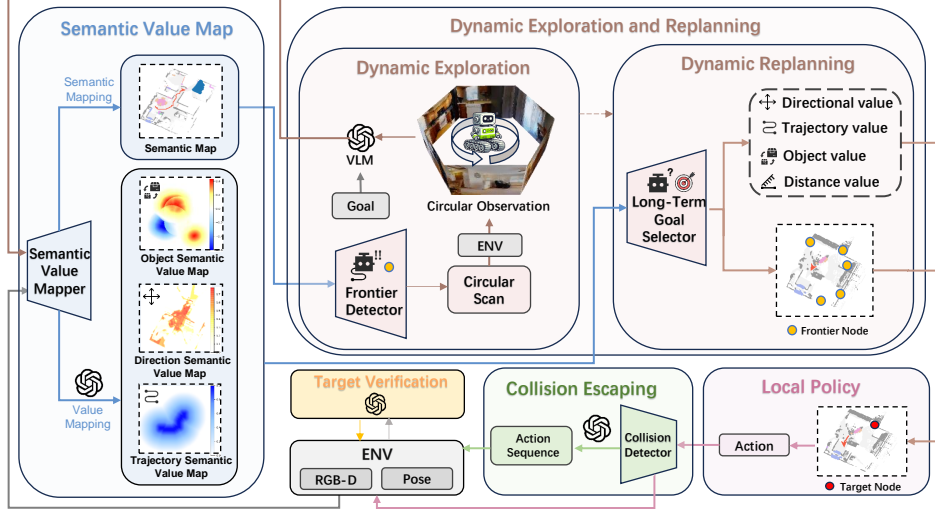 Semantic Value Map
Semantic
Mapping
Semantic Map
Semantic
Value
Mapper
Object Semantic
Value Map
Direction Semantic
Value Map
Value
Mapping
Trajectory Semantic
Value Map
Dynamic Exploration and Replanning
Dynamic Exploration
VLM
Goal
Circular Observation
ENV
!!
Frontier
Detector
Circular
Scan
Dynamic Replanning
?
Long-Term
Goal
Selector
Directional value
Trajectory value
Object value
Distance value
Frontier Node
Target Verification
ENV
RGB-D
Pose
Collision Escaping
Action
Sequence
Collision
Detector
Local Policy
Action
Target Node